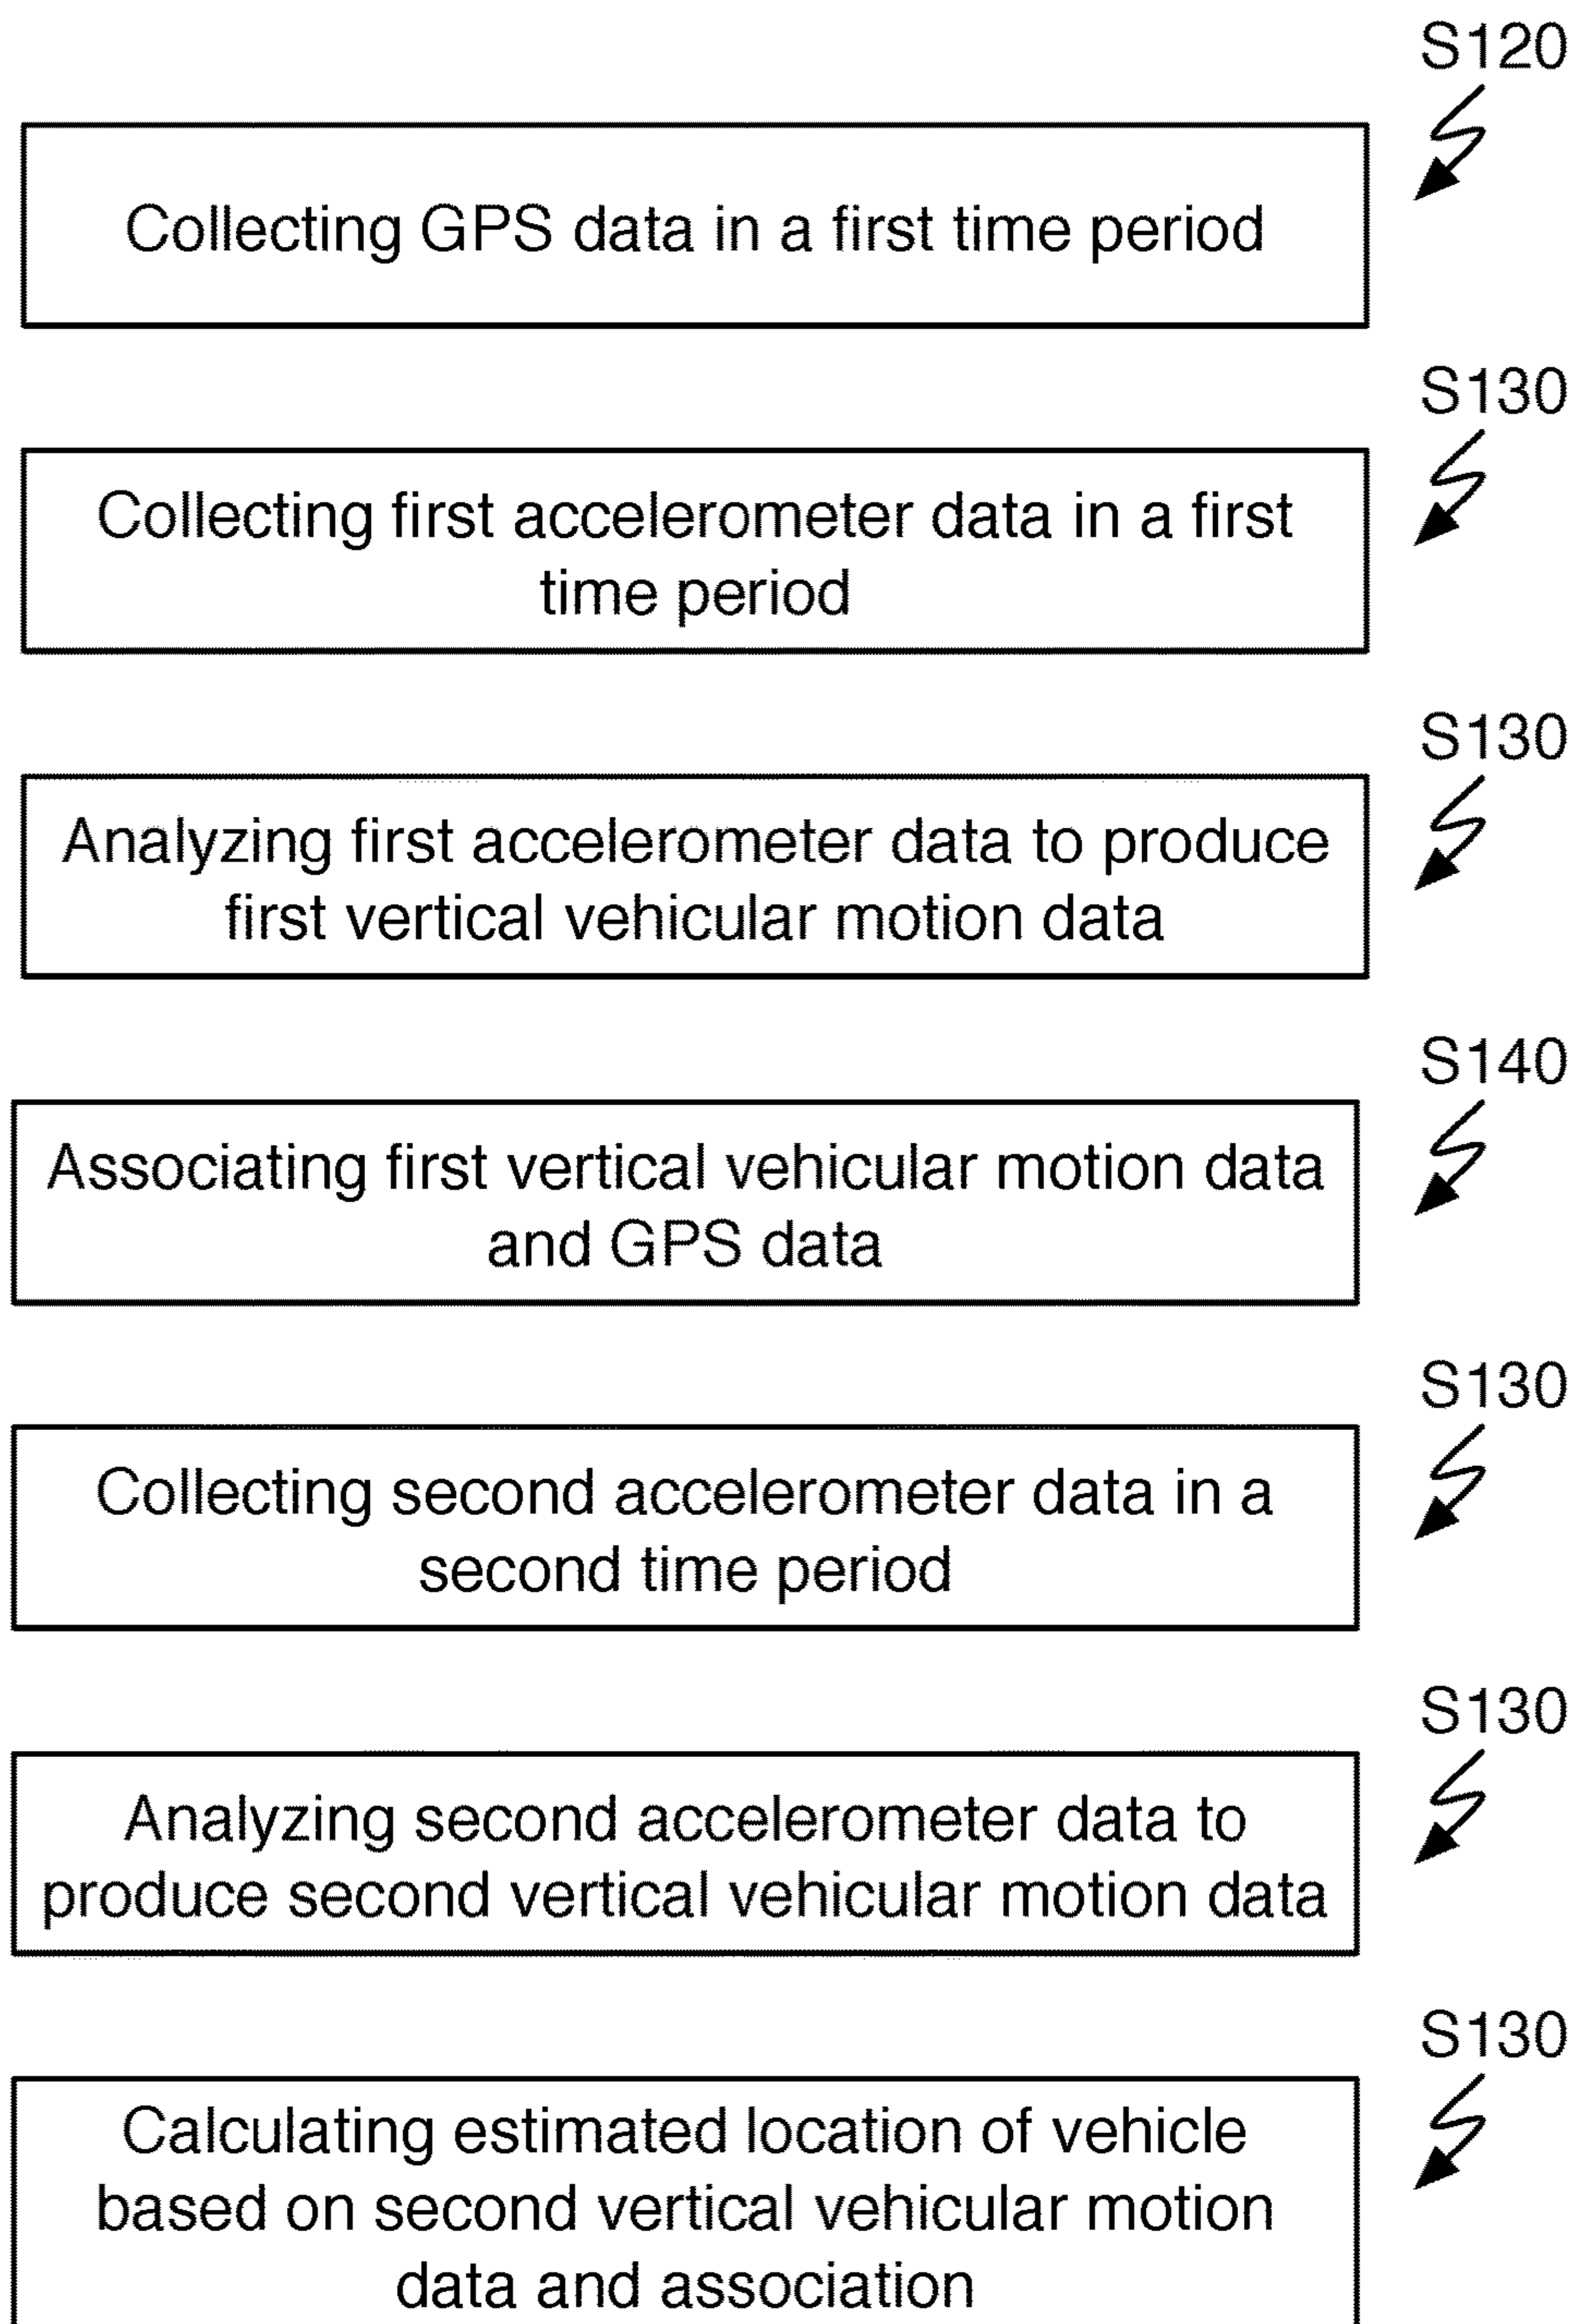 S120
Collecting GPS data in a first time period
S130
Collecting first accelerometer data in a first
time period
S130
Analyzing first accelerometer data to produce
first vertical vehicular motion data
S140
Associating first vertical vehicular motion data
and GPS data
S130
Collecting second accelerometer data in a
second time period
S130
Analyzing second accelerometer data to
produce second vertical vehicular motion data
S130
Calculating estimated location of vehicle
based on second vertical vehicular motion
data and association